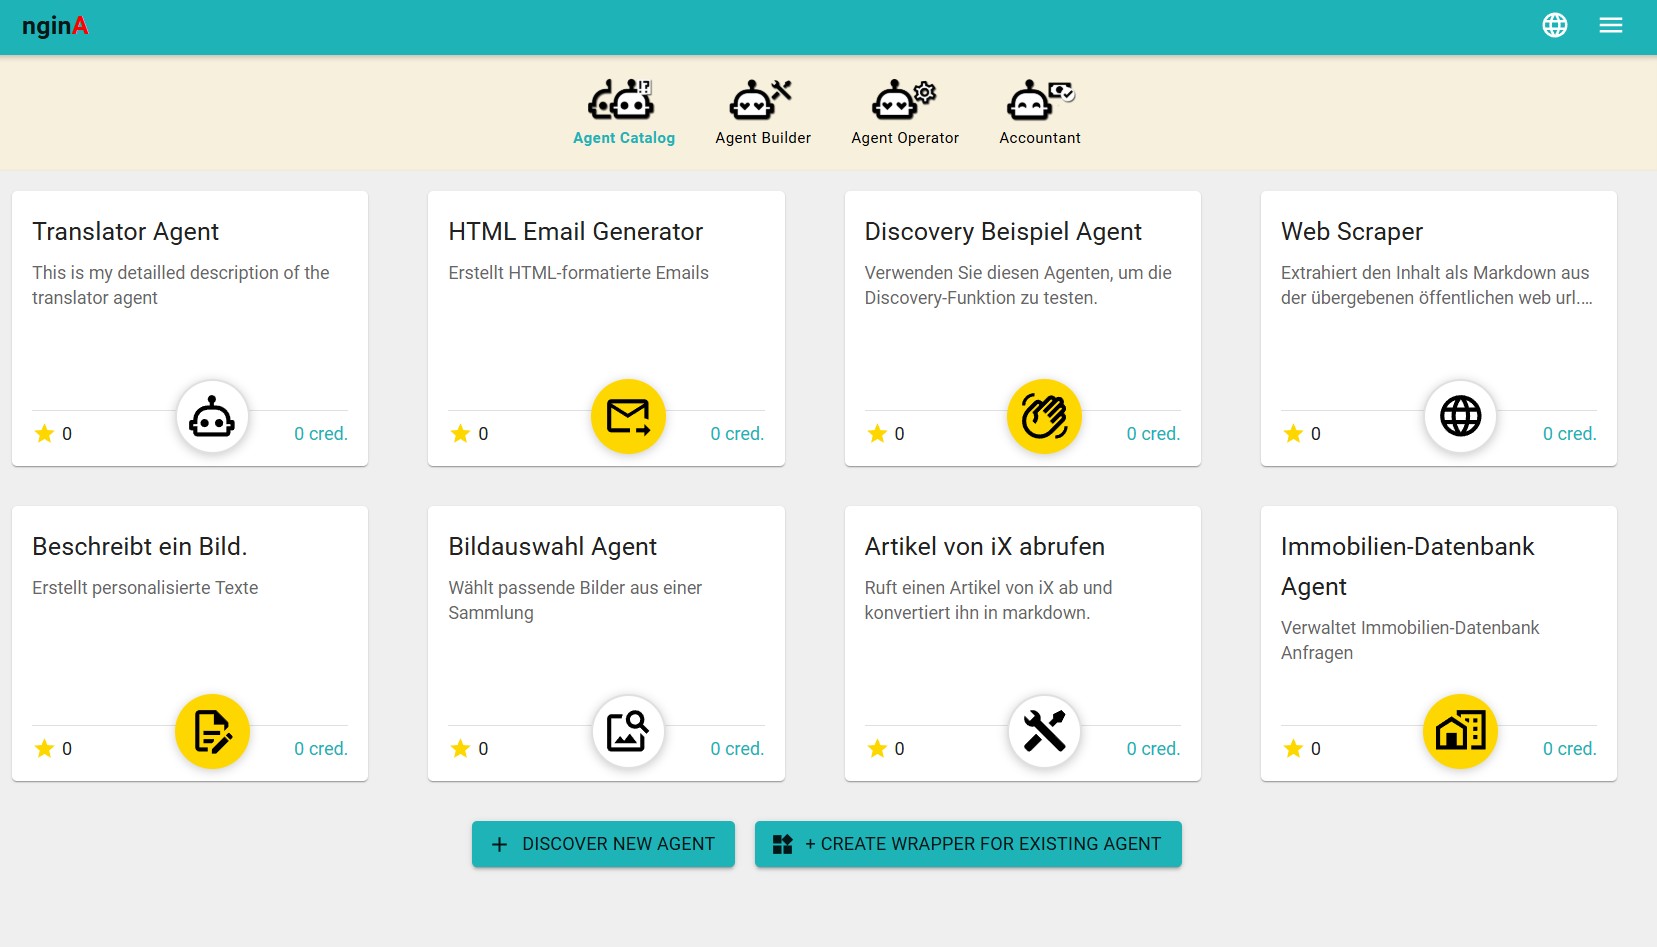 nginA
Agent Catalog
Agent Builder
Agent Operator
Accountant
Translator Agent
This is my detailled description of the
translator agent
0
0 cred.
HTML Email Generator
Erstellt HTML-formatierte Emails
0
0 cred.
Discovery Beispiel Agent
Verwenden Sie diesen Agenten, um die
Discovery-Funktion zu testen.
0
0 cred.
Web Scraper
Extrahiert den Inhalt als Markdown aus
der übergebenen öffentlichen web url.…
0
0 cred.
Beschreibt ein Bild.
Erstellt personalisierte Texte
0
0 cred.
Bildauswahl Agent
Wählt passende Bilder aus einer
Sammlung
0
0 cred.
Artikel von iX abrufen
Ruft einen Artikel von iX ab und
konvertiert ihn in markdown.
0
0 cred.
Immobilien-Datenbank
Agent
Verwaltet Immobilien-Datenbank
Anfragen
0
0 cred.
+ DISCOVER NEW AGENT
+ CREATE WRAPPER FOR EXISTING AGENT